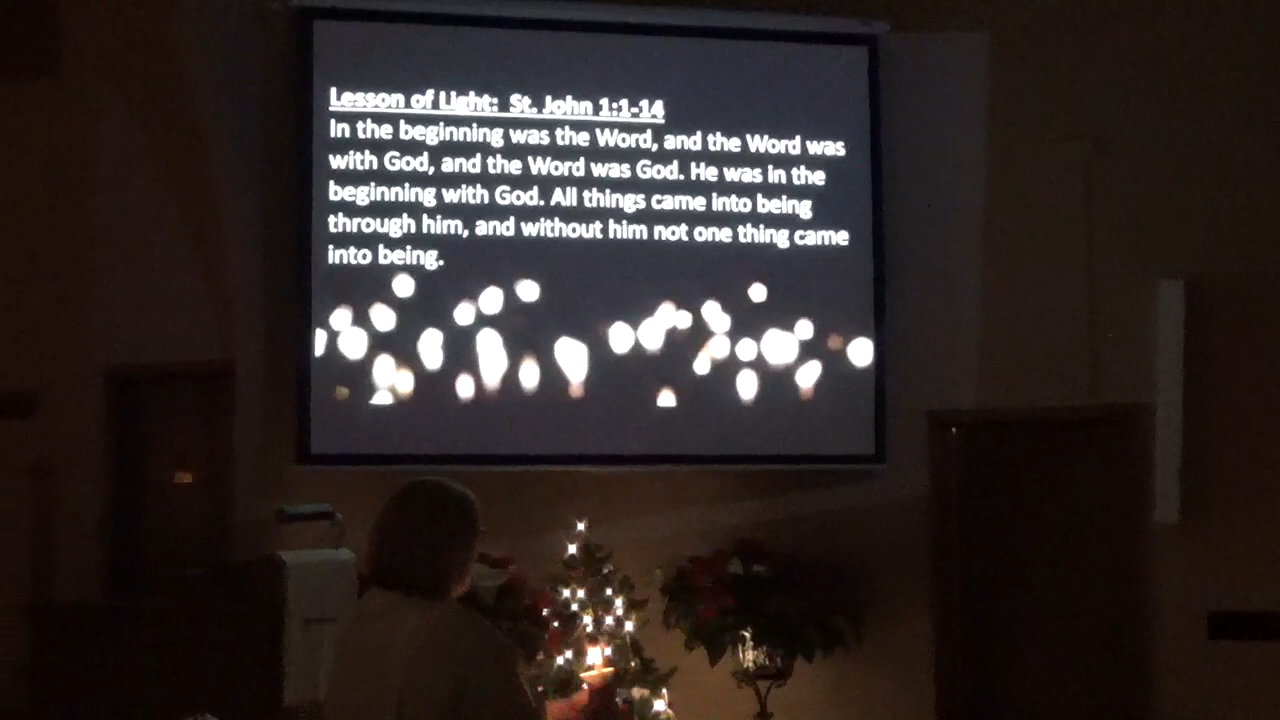 Lesson of Light:  St. John 1:1-14
In the beginning was the Word, and the Word was
with God, and the Word was God. He was in the
beginning with God. All things came into being
through him, and without him not one thing came
into being.